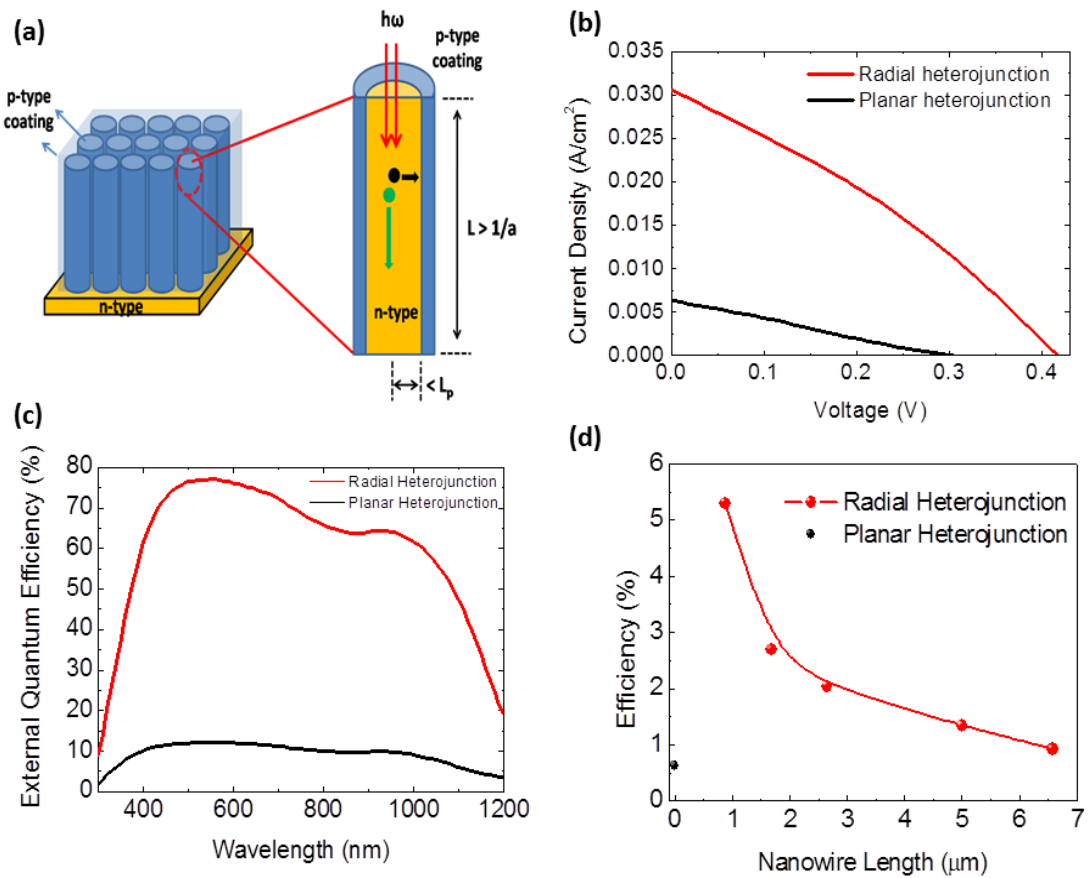 (a)
hω
p-type
coating
p-type
coating
L > 1/a
n-type
n-type
< Lp
(b)
0.035
0.030
0.025
0.020
0.015
0.010
0.005
0.000
Current Density (A/cm²)
Radial heterojunction
Planar heterojunction
0.0
0.1
0.2
0.3
0.4
Voltage (V)
(c)
80
70
60
50
40
30
20
10
0
External Quantum Efficiency (%)
Radial Heterojunction
Planar Heterojunction
400
600
800
1000
1200
Wavelength (nm)
(d)
6
5
4
3
2
1
0
Efficiency (%)
Radial Heterojunction
Planar Heterojunction
0
1
2
3
4
5
6
7
Nanowire Length (μm)